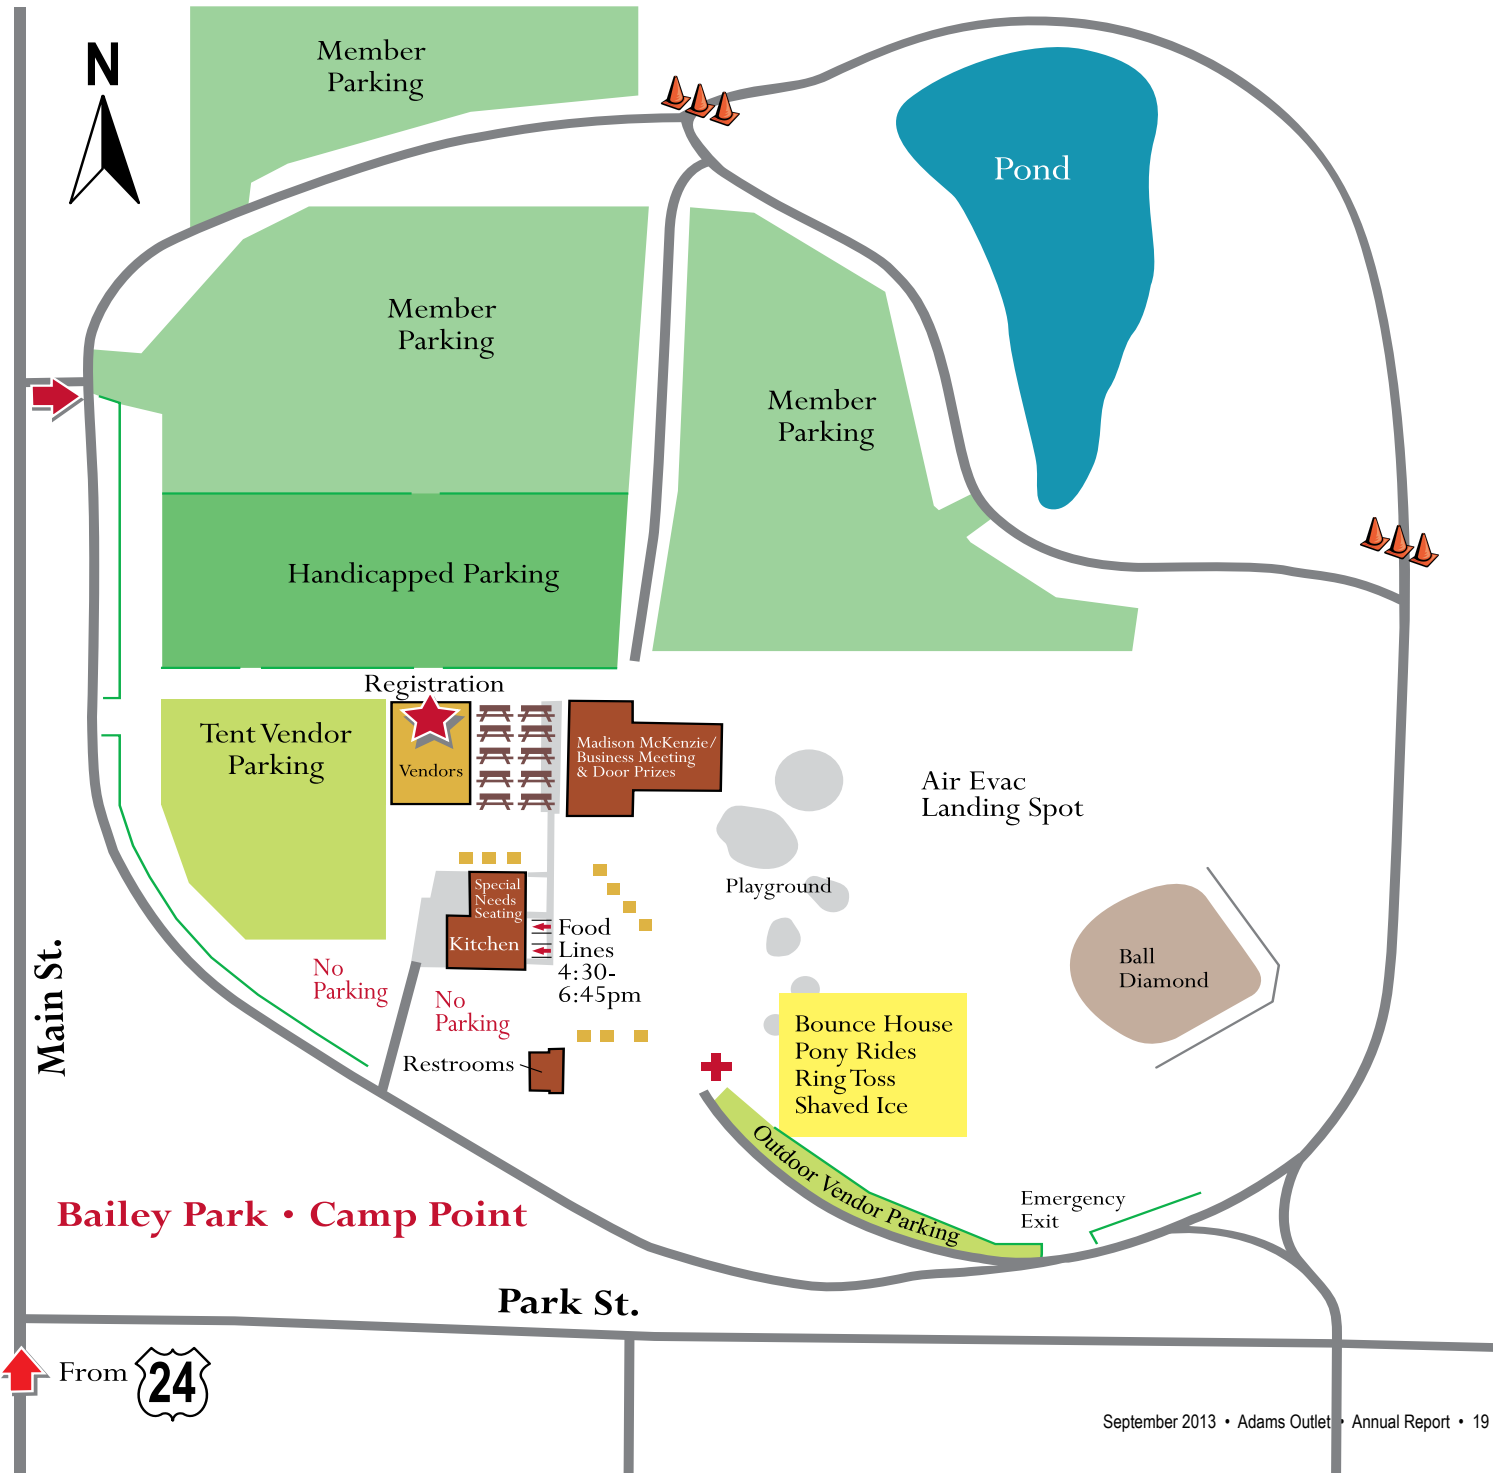 Member
Parking
N
Pond
Member
Parking
Member
Parking
Handicapped Parking
Registration
Tent Vendor
Parking
Vendors
Madison McKenzie/
Business Meeting
& Door Prizes
Air Evac
Landing Spot
Playground
Special
Needs
Seating
Kitchen
Food
Lines
4:30-
6:45pm
Ball
Diamond
No
Parking
No
Parking
Main St.
Restrooms
Bounce House
Pony Rides
Ring Toss
Shaved Ice
Outdoor Vendor Parking
Emergency
Exit
Bailey Park • Camp Point
Park St.
From 24
September 2013 • Adams Outlet • Annual Report • 19